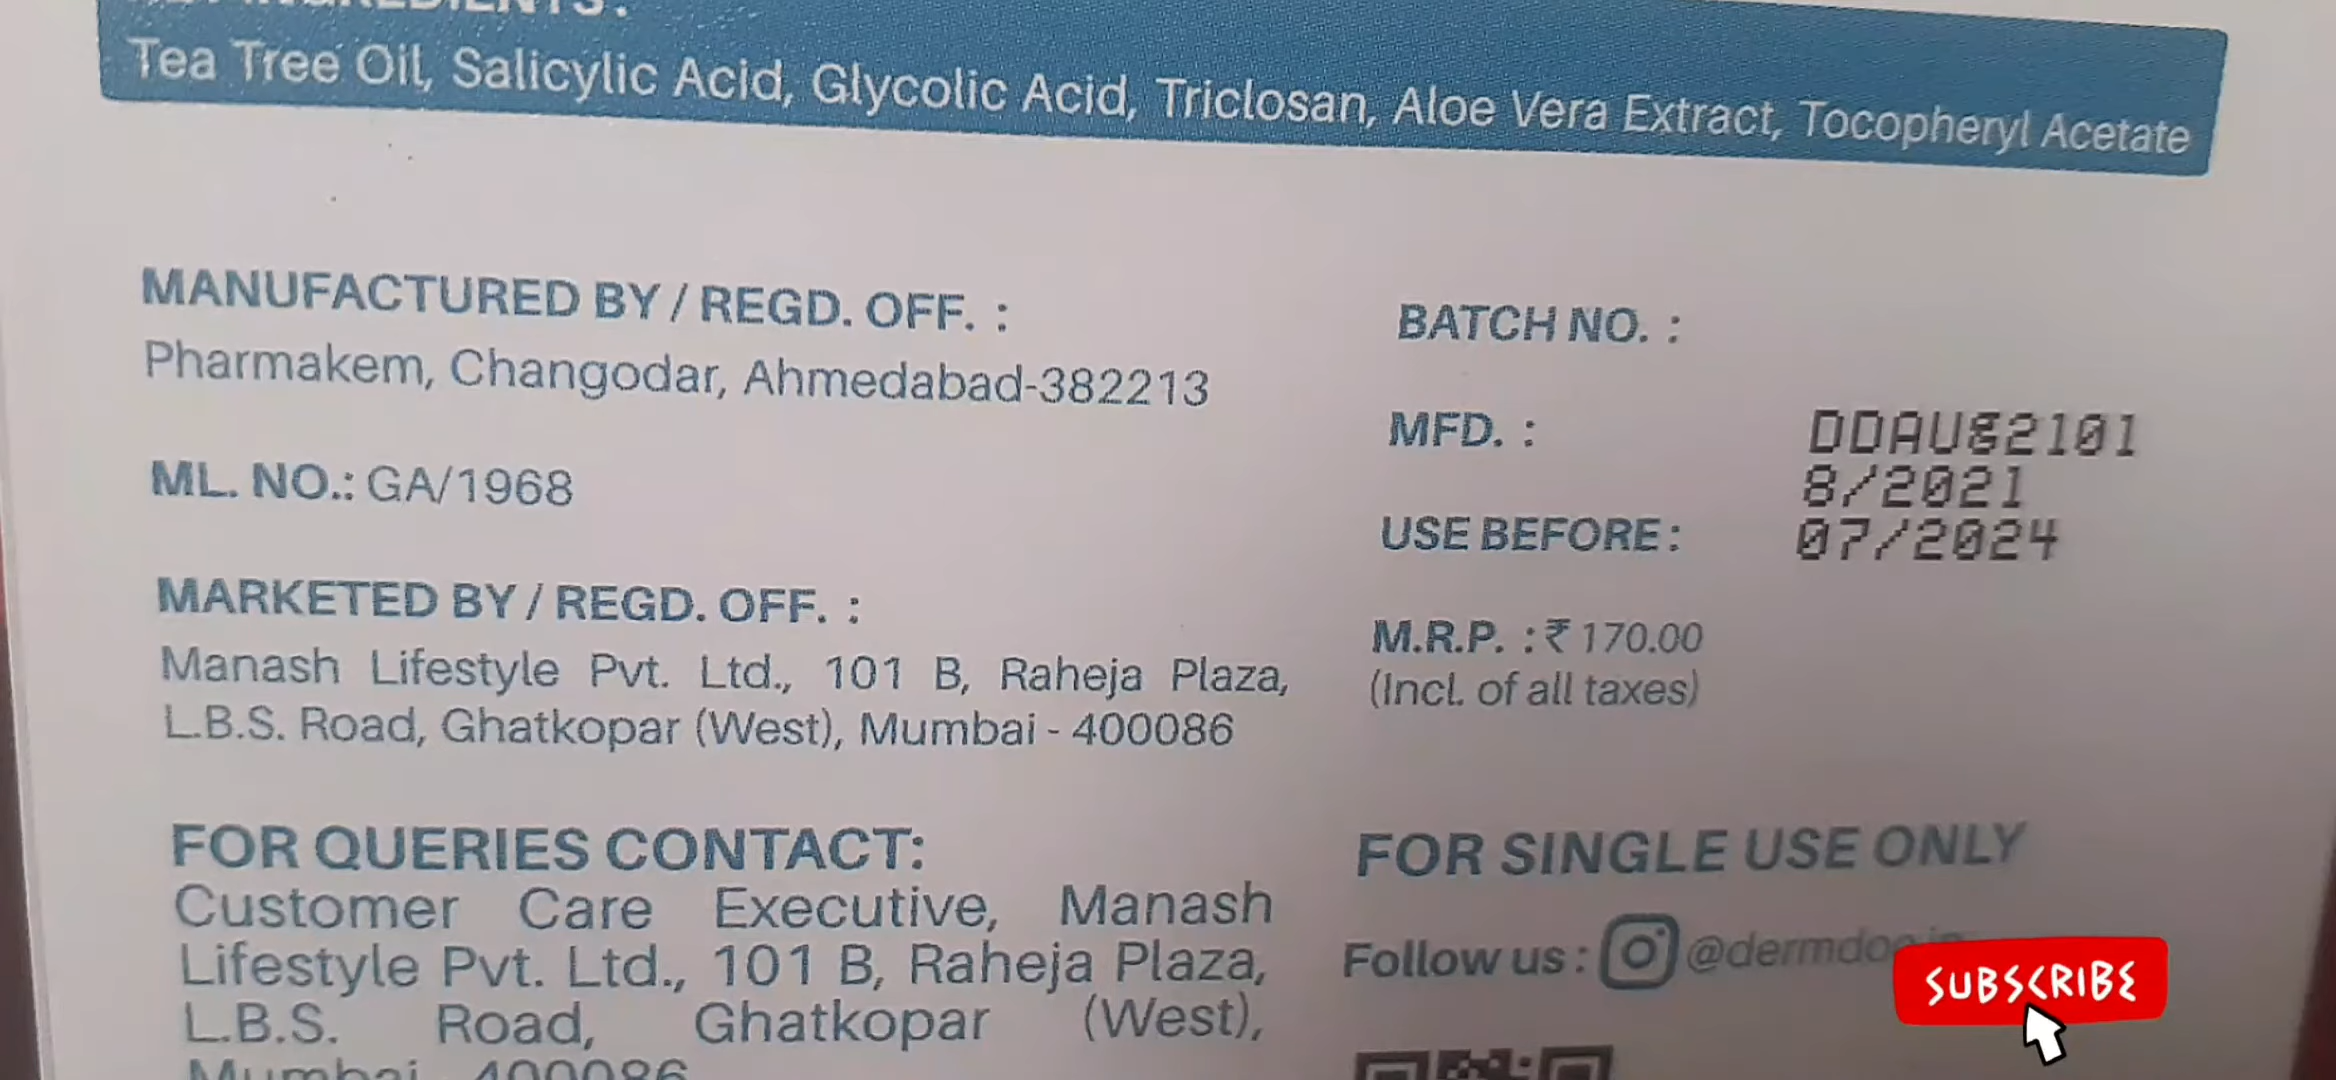 Tea Tree Oil, Salicylic Acid, Glycolic Acid, Triclosan, Aloe Vera Extract, Tocopheryl Acetate
MANUFACTURED BY / REGD. OFF. :
Pharmakem, Changodar, Ahmedabad-382213
ML. NO.: GA/1968
MARKETED BY / REGD. OFF. :
Manash Lifestyle Pvt. Ltd., 101 B, Raheja Plaza,
L.B.S. Road, Ghatkopar (West), Mumbai - 400086
FOR QUERIES CONTACT:
Customer Care Executive, Manash
Lifestyle Pvt. Ltd., 101 B, Raheja Plaza,
L.B.S. Road, Ghatkopar (West),
Mumbai 400086
BATCH NO. :
MFD. :
DDAUG2101
8/2021
USE BEFORE :
07/2024
M.R.P. : ₹ 170.00
(Incl. of all taxes)
FOR SINGLE USE ONLY
Follow us :
SUBSCRIBE